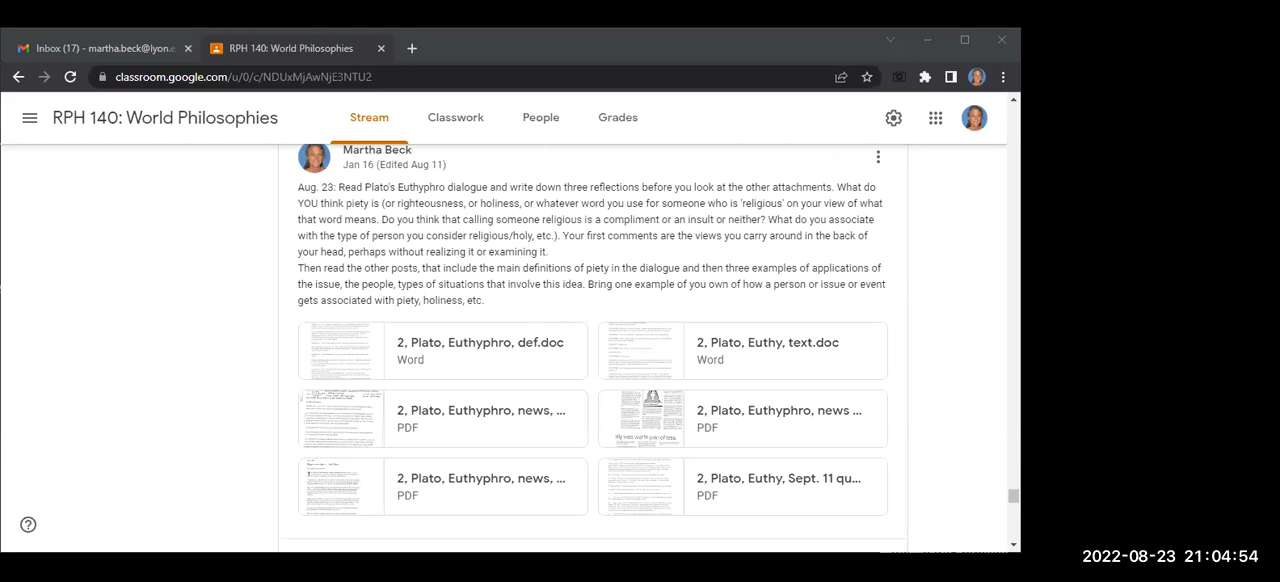 Inbox (17) - martha.beck@lyon.e
RPH 140: World Philosophies
classroom.google.com/u/0/c/NDUxMjAwNjE3NTU2
RPH 140: World Philosophies
Stream
Classwork
People
Grades
Martha Beck
Jan 16 (Edited Aug 11)
Aug. 23: Read Plato's Euthyphro dialogue and write down three reflections before you look at the other attachments. What do
YOU think piety is (or righteousness, or holiness, or whatever word you use for someone who is 'religious' on your view of what
that word means. Do you think that calling someone religious is a compliment or an insult or neither? What do you associate
with the type of person you consider religious/holy, etc.). Your first comments are the views you carry around in the back of
your head, perhaps without realizing it or examining it.
Then read the other posts, that include the main definitions of piety in the dialogue and then three examples of applications of
the issue, the people, types of situations that involve this idea. Bring one example of you own of how a person or issue or event
gets associated with piety, holiness, etc.
2, Plato, Euthyphro, def.doc
Word
2, Plato, Euthy, text.doc
Word
2, Plato, Euthyphro, news, ...
PDF
2, Plato, Euthyphro, news ...
PDF
2, Plato, Euthyphro, news, ...
PDF
2, Plato, Euthy, Sept. 11 qu...
PDF
2022-08-23 21:04:54